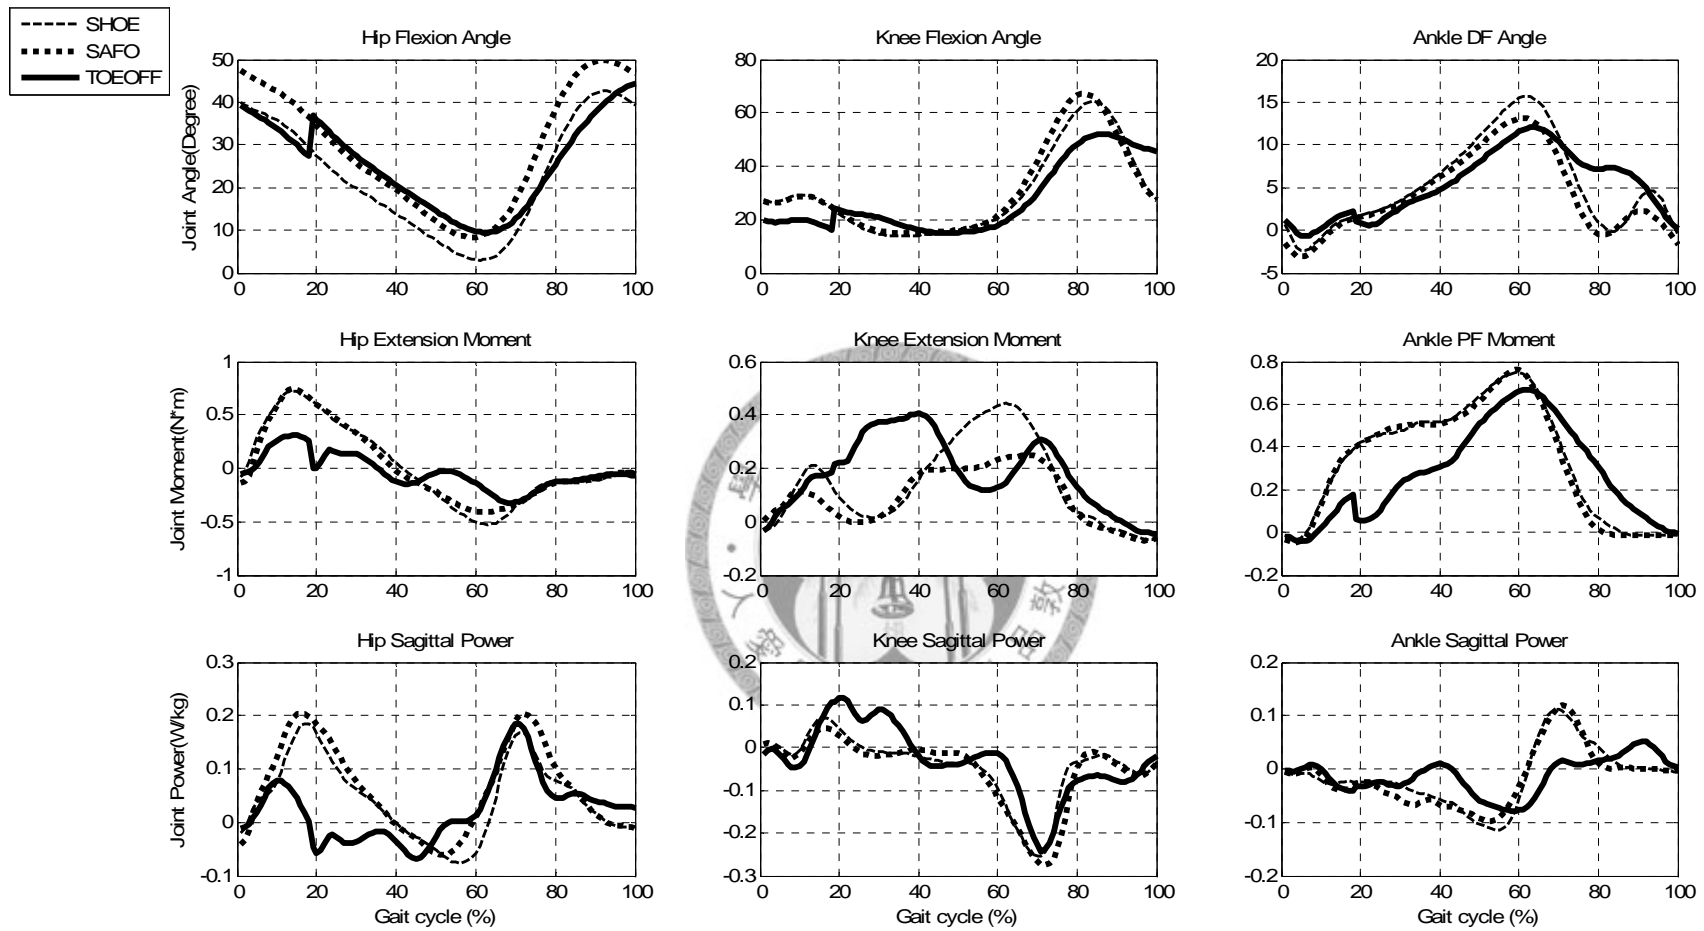 SHOE
SAFO
TOEOFF
Hip Flexion Angle
Knee Flexion Angle
Ankle DF Angle
Joint Angle(Degree)
50
40
30
20
10
0
0 20 40 60 80 100
80
60
40
20
0
0 20 40 60 80 100
20
15
10
5
0
-5
0 20 40 60 80 100
Hip Extension Moment
Knee Extension Moment
Ankle PF Moment
Joint Moment(N*m)
1
0.5
0
-0.5
-1
0 20 40 60 80 100
0.6
0.4
0.2
0
-0.2
0 20 40 60 80 100
0.8
0.6
0.4
0.2
0
-0.2
0 20 40 60 80 100
Hip Sagittal Power
Knee Sagittal Power
Ankle Sagittal Power
Joint Power(W/kg)
0.3
0.2
0.1
0
-0.1
0 20 40 60 80 100
Gait cycle (%)
0.2
0.1
0
-0.1
-0.2
-0.3
0 20 40 60 80 100
Gait cycle (%)
0.2
0.1
0
-0.1
-0.2
0 20 40 60 80 100
Gait cycle (%)
學
人
品
敦